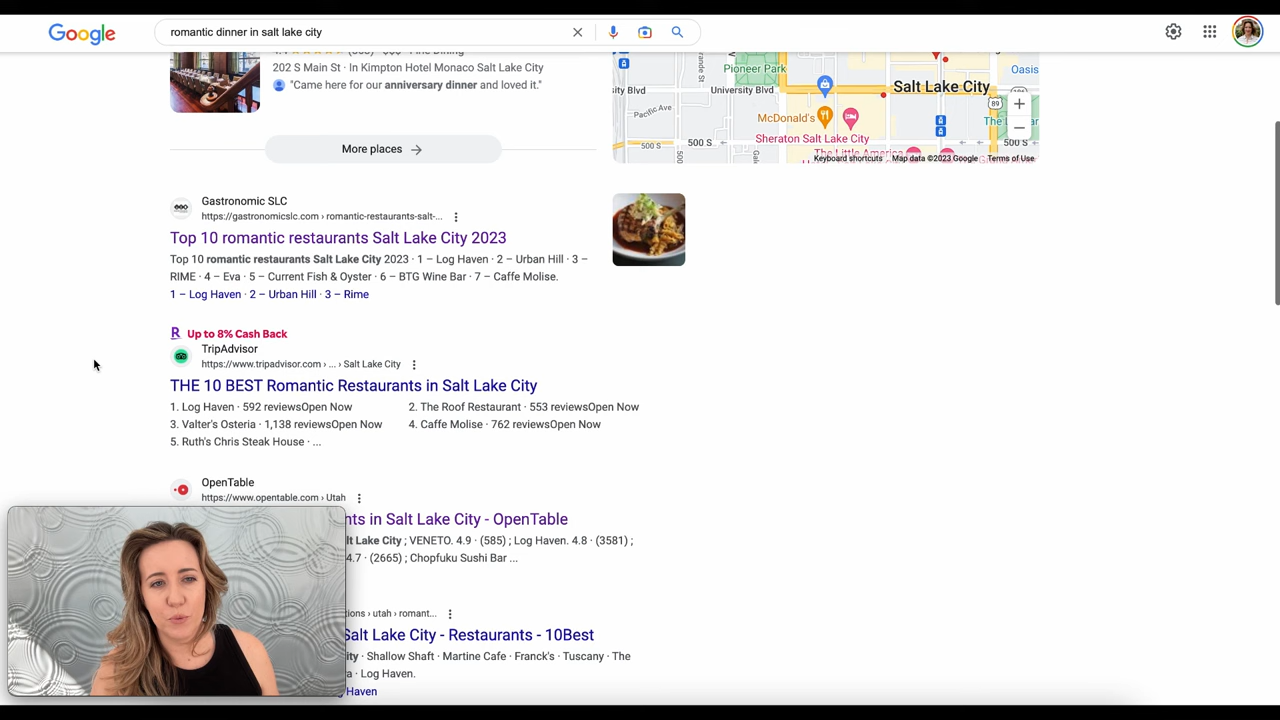 Google
romantic dinner in salt lake city
202 S Main St · In Kimpton Hotel Monaco Salt Lake City
"Came here for our anniversary dinner and loved it."
More places
Pioneer Park
University Blvd
Pacific Ave
McDonald's
Salt Lake City
Oasis
89
Sheraton Salt Lake City
500 S
500 S
500 S
Keyboard shortcuts
Map data ©2023 Google
Terms of Use
Gastronomic SLC
https://gastronomicslc.com › romantic-restaurants-salt-...
Top 10 romantic restaurants Salt Lake City 2023
Top 10 romantic restaurants Salt Lake City 2023 · 1 – Log Haven · 2 – Urban Hill · 3 –
RIME · 4 – Eva · 5 – Current Fish & Oyster · 6 – BTG Wine Bar · 7 – Caffe Molise.
1 – Log Haven · 2 – Urban Hill · 3 – Rime
R Up to 8% Cash Back
TripAdvisor
https://www.tripadvisor.com › ... › Salt Lake City
THE 10 BEST Romantic Restaurants in Salt Lake City
1. Log Haven · 592 reviewsOpen Now 2. The Roof Restaurant · 553 reviewsOpen Now
3. Valter's Osteria · 1,138 reviewsOpen Now 4. Caffe Molise · 762 reviewsOpen Now
5. Ruth's Chris Steak House · ...
OpenTable
https://www.opentable.com › Utah
nts in Salt Lake City - OpenTable
lt Lake City ; VENETO. 4.9 · (585) ; Log Haven. 4.8 · (3581) ;
4.7 · (2665) ; Chopfuku Sushi Bar ...
tions › utah › romant...
Salt Lake City - Restaurants - 10Best
ity · Shallow Shaft · Martine Cafe · Franck's · Tuscany · The
a · Log Haven.
g Haven